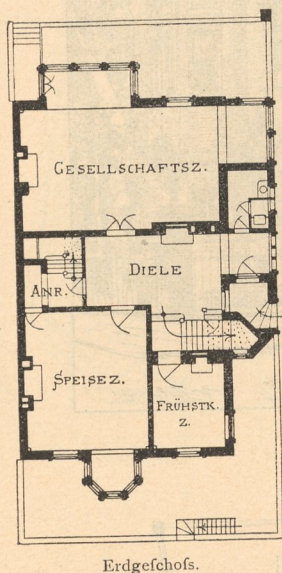 GESELLSCHAFTSZ.
DIELE
ANR.
SPEISEZ.
FRÜHSTK.
Z.
Erdgeſchoſs.